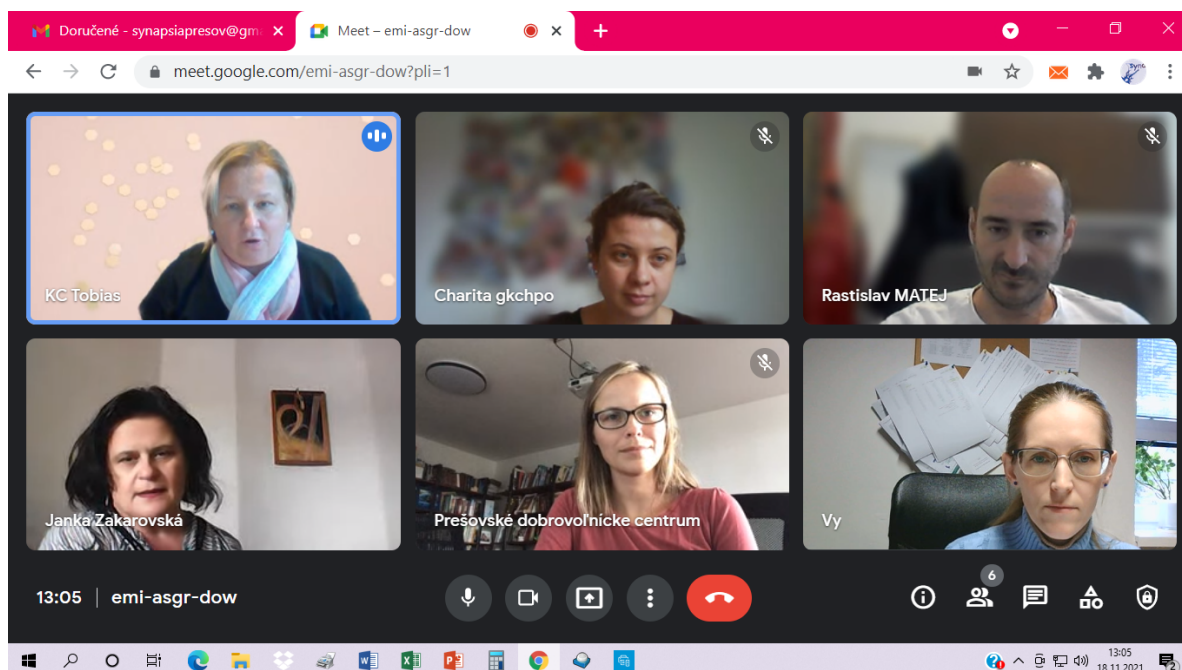 Doručené - synapsiapresov@gm
Meet – emi-asgr-dow
meet.google.com/emi-asgr-dow?pli=1
KC Tobias
Charita gkchpo
Rastislav MATEJ
Janka Zakarovská
Prešovské dobrovoľnícke centrum
Vy
13:05 | emi-asgr-dow
6
13:05
18.11.2021
2